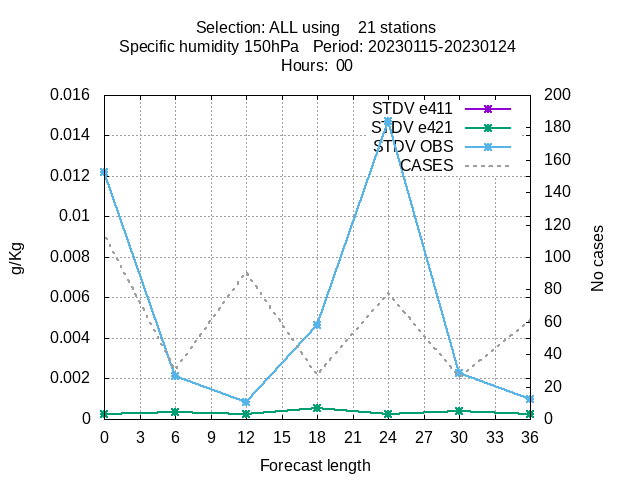 Selection: ALL using    21 stations
Specific humidity 150hPa   Period: 20230115-20230124
Hours:  00
0.016
0.014
0.012
0.01
0.008
0.006
0.004
0.002
0
g/Kg
STDV e411
STDV e421
STDV OBS
CASES
200
180
160
140
120
100
80
60
40
20
0
No cases
0 3 6 9 12 15 18 21 24 27 30 33 36
Forecast length